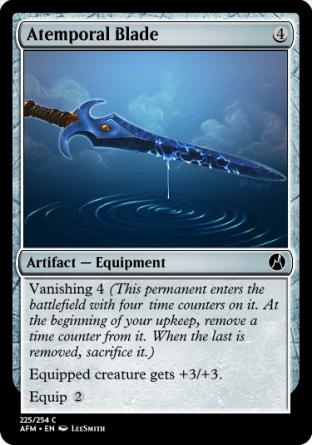 Atemporal Blade 4
Artifact — Equipment
Vanishing 4 (This permanent enters the
battlefield with four time counters on it. At
the beginning of your upkeep, remove a
time counter from it. When the last is
removed, sacrifice it.)
Equipped creature gets +3/+3.
Equip 2
225/254 C
AFM • EN LeeSmith